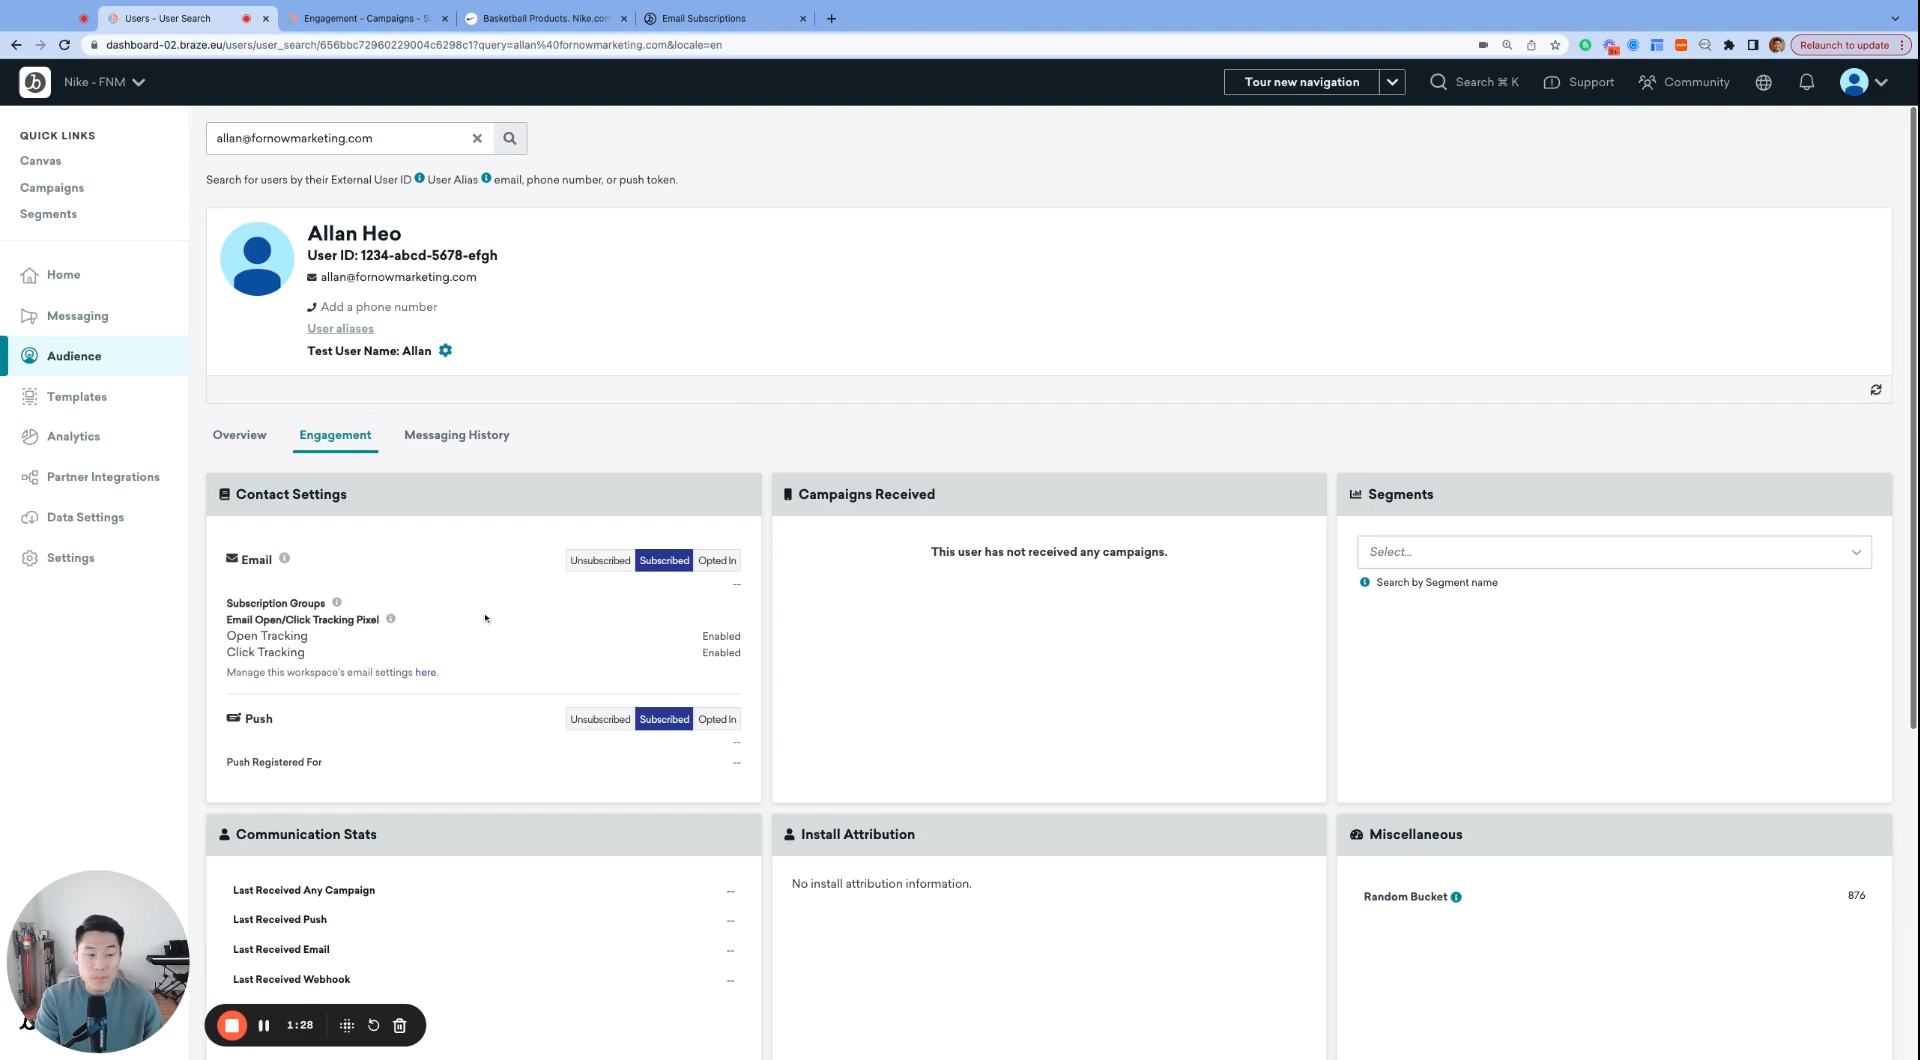 Users - User Search
Engagement - Campaigns - S
Basketball Products. Nike.com
Email Subscriptions
dashboard-02.braze.eu/users/user_search/656bbc72960229004c6298c1?query=allan%40fornowmarketing.com&locale=en
Relaunch to update
Nike - FNM
Tour new navigation
Search ⌘ K
Support
Community
QUICK LINKS
Canvas
Campaigns
Segments
Home
Messaging
Audience
Templates
Analytics
Partner Integrations
Data Settings
Settings
allan@fornowmarketing.com
Search for users by their External User ID User Alias email, phone number, or push token.
Allan Heo
User ID: 1234-abcd-5678-efgh
allan@fornowmarketing.com
Add a phone number
User aliases
Test User Name: Allan
Overview
Engagement
Messaging History
Contact Settings
Email
Unsubscribed Subscribed Opted In
--
Subscription Groups
Email Open/Click Tracking Pixel
Open Tracking Enabled
Click Tracking Enabled
Manage this workspace's email settings here.
Push
Unsubscribed Subscribed Opted In
--
Push Registered For --
Campaigns Received
This user has not received any campaigns.
Segments
Select...
Search by Segment name
Communication Stats
Last Received Any Campaign --
Last Received Push --
Last Received Email --
Last Received Webhook --
Install Attribution
No install attribution information.
Miscellaneous
Random Bucket 876
1:28